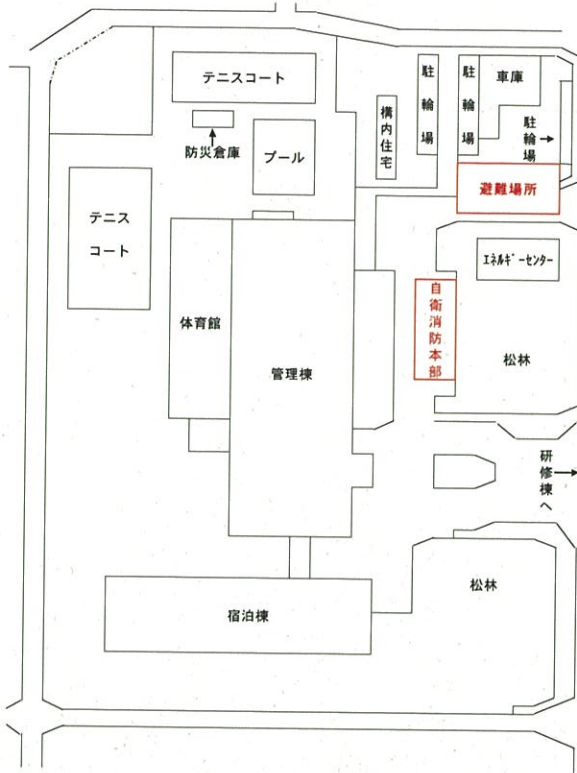 テニスコート
駐輪場
駐輪場
車庫
駐輪場
構内住宅
防災倉庫
プール
避難場所
テニス
コート
エネルギーセンター
自衛消防本部
体育館
管理棟
松林
研修棟へ
松林
宿泊棟